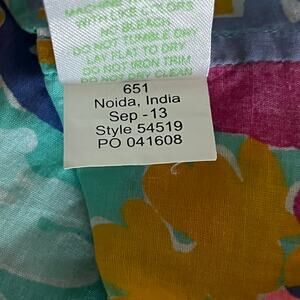 MACHINE
WITH LIKE COLORS
NO BLEACH
DO NOT TUMBLE DRY
LAY FLAT TO DRY
DO NOT IRON TRIM
DO NOT DRY CLEAN
651
Noida, India
Sep -13
Style 54519
PO 041608